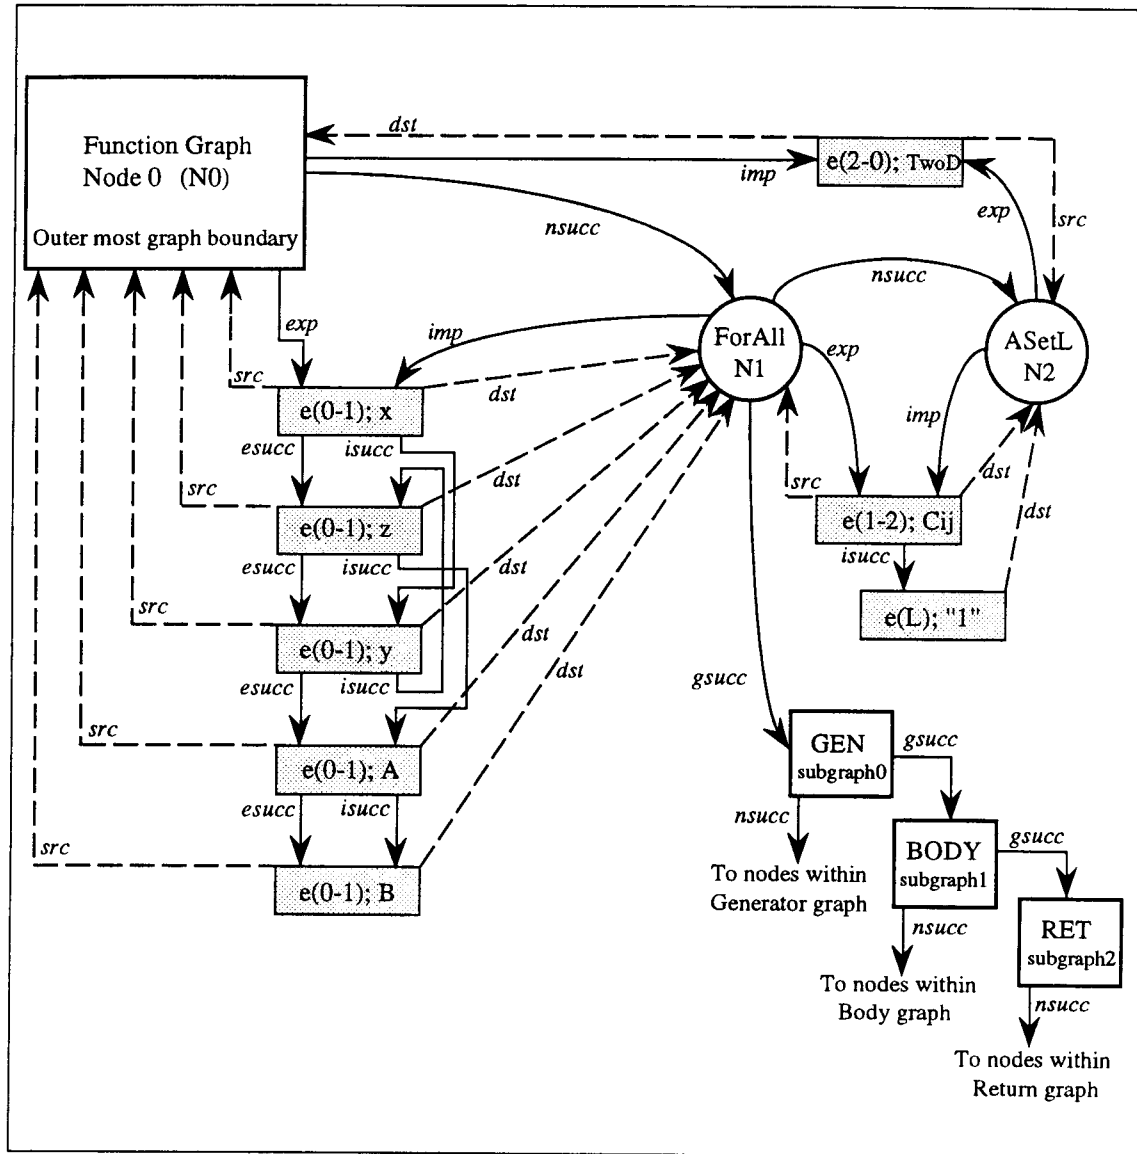 Function Graph
Node 0 (N0)
Outer most graph boundary
dst
imp
e(2-0); TwoD
exp
src
nsucc
nsucc
exp
imp
ForAll
N1
exp
ASetL
N2
imp
src
e(0-1); x
dst
esucc
isucc
src
e(0-1); z
dst
esucc
isucc
src
e(0-1); y
dst
esucc
isucc
src
e(0-1); A
dst
esucc
isucc
src
e(0-1); B
dst
src
dst
e(1-2); Cij
dst
isucc
e(L); "1"
gsucc
GEN
subgraph0
gsucc
nsucc
To nodes within
Generator graph
BODY
subgraph1
gsucc
nsucc
To nodes within
Body graph
RET
subgraph2
nsucc
To nodes within
Return graph